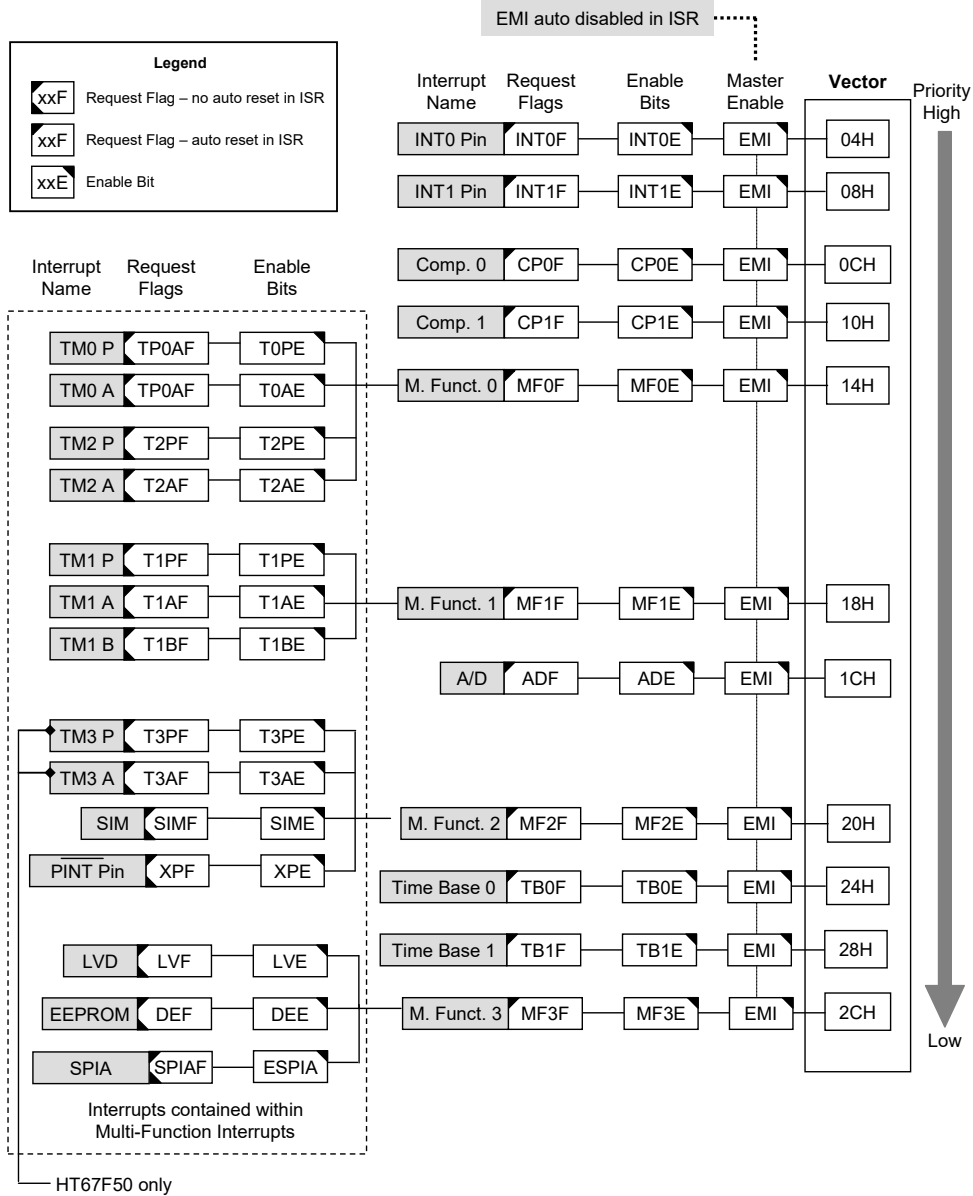 EMI auto disabled in ISR
Legend
xxF Request Flag – no auto reset in ISR
xxF Request Flag – auto reset in ISR
xxE Enable Bit
Interrupt Name Request Flags Enable Bits Master Enable Vector Priority High
INT0 Pin INT0F INT0E EMI 04H
INT1 Pin INT1F INT1E EMI 08H
Comp. 0 CP0F CP0E EMI 0CH
Comp. 1 CP1F CP1E EMI 10H
M. Funct. 0 MF0F MF0E EMI 14H
M. Funct. 1 MF1F MF1E EMI 18H
A/D ADF ADE EMI 1CH
M. Funct. 2 MF2F MF2E EMI 20H
Time Base 0 TB0F TB0E EMI 24H
Time Base 1 TB1F TB1E EMI 28H
M. Funct. 3 MF3F MF3E EMI 2CH
Low
Interrupt Name Request Flags Enable Bits
TM0 P TP0AF T0PE
TM0 A TP0AF T0AE
TM2 P T2PF T2PE
TM2 A T2AF T2AE
TM1 P T1PF T1PE
TM1 A T1AF T1AE
TM1 B T1BF T1BE
TM3 P T3PF T3PE
TM3 A T3AF T3AE
SIM SIMF SIME
PINT Pin XPF XPE
LVD LVF LVE
EEPROM DEF DEE
SPIA SPIAF ESPIA
Interrupts contained within
Multi-Function Interrupts
HT67F50 only